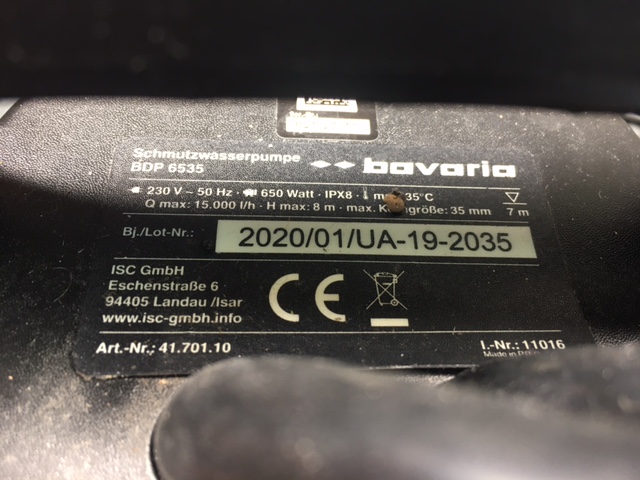 Schmutzwasserpumpe
BDP 6535
bavaria
230 V ~ 50 Hz · 650 Watt · IPX8 · 35°C
Q max: 15.000 l/h · H max: 8 m · max. größe: 35 mm 7 m
Bj./Lot-Nr.: 2020/01/UA-19-2035
ISC GmbH
Eschenstraße 6
94405 Landau /Isar
www.isc-gmbh.info
CE
Art.-Nr.: 41.701.10 I.-Nr.: 11016
Made in